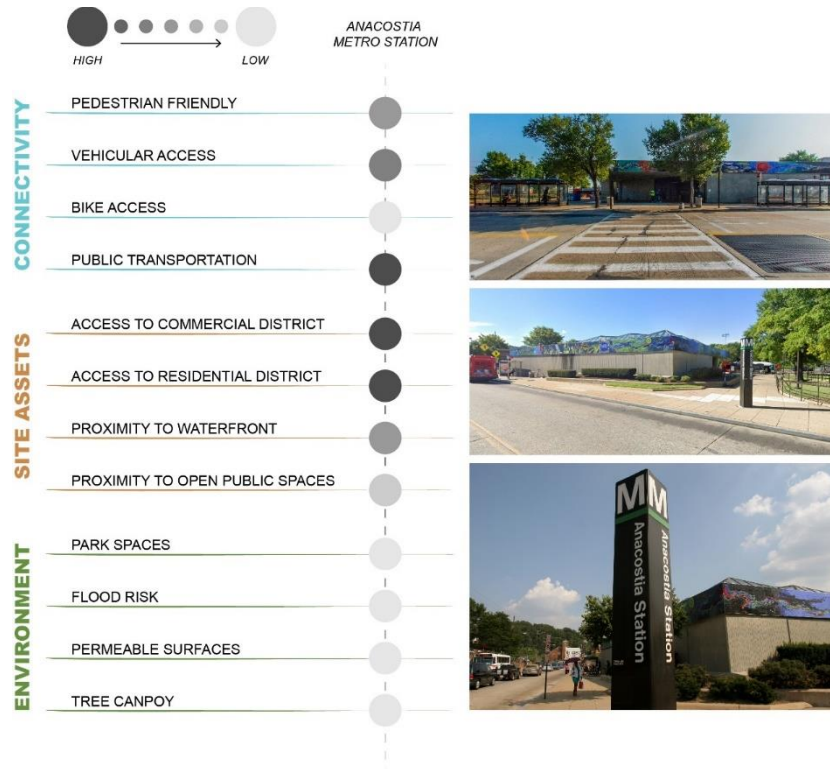 HIGH
LOW
ANACOSTIA
METRO STATION
CONNECTIVITY
PEDESTRIAN FRIENDLY
VEHICULAR ACCESS
BIKE ACCESS
PUBLIC TRANSPORTATION
SITE ASSETS
ACCESS TO COMMERCIAL DISTRICT
ACCESS TO RESIDENTIAL DISTRICT
PROXIMITY TO WATERFRONT
PROXIMITY TO OPEN PUBLIC SPACES
ENVIRONMENT
PARK SPACES
FLOOD RISK
PERMEABLE SURFACES
TREE CANPOY
M M
Anacostia Station
Anacostia Station